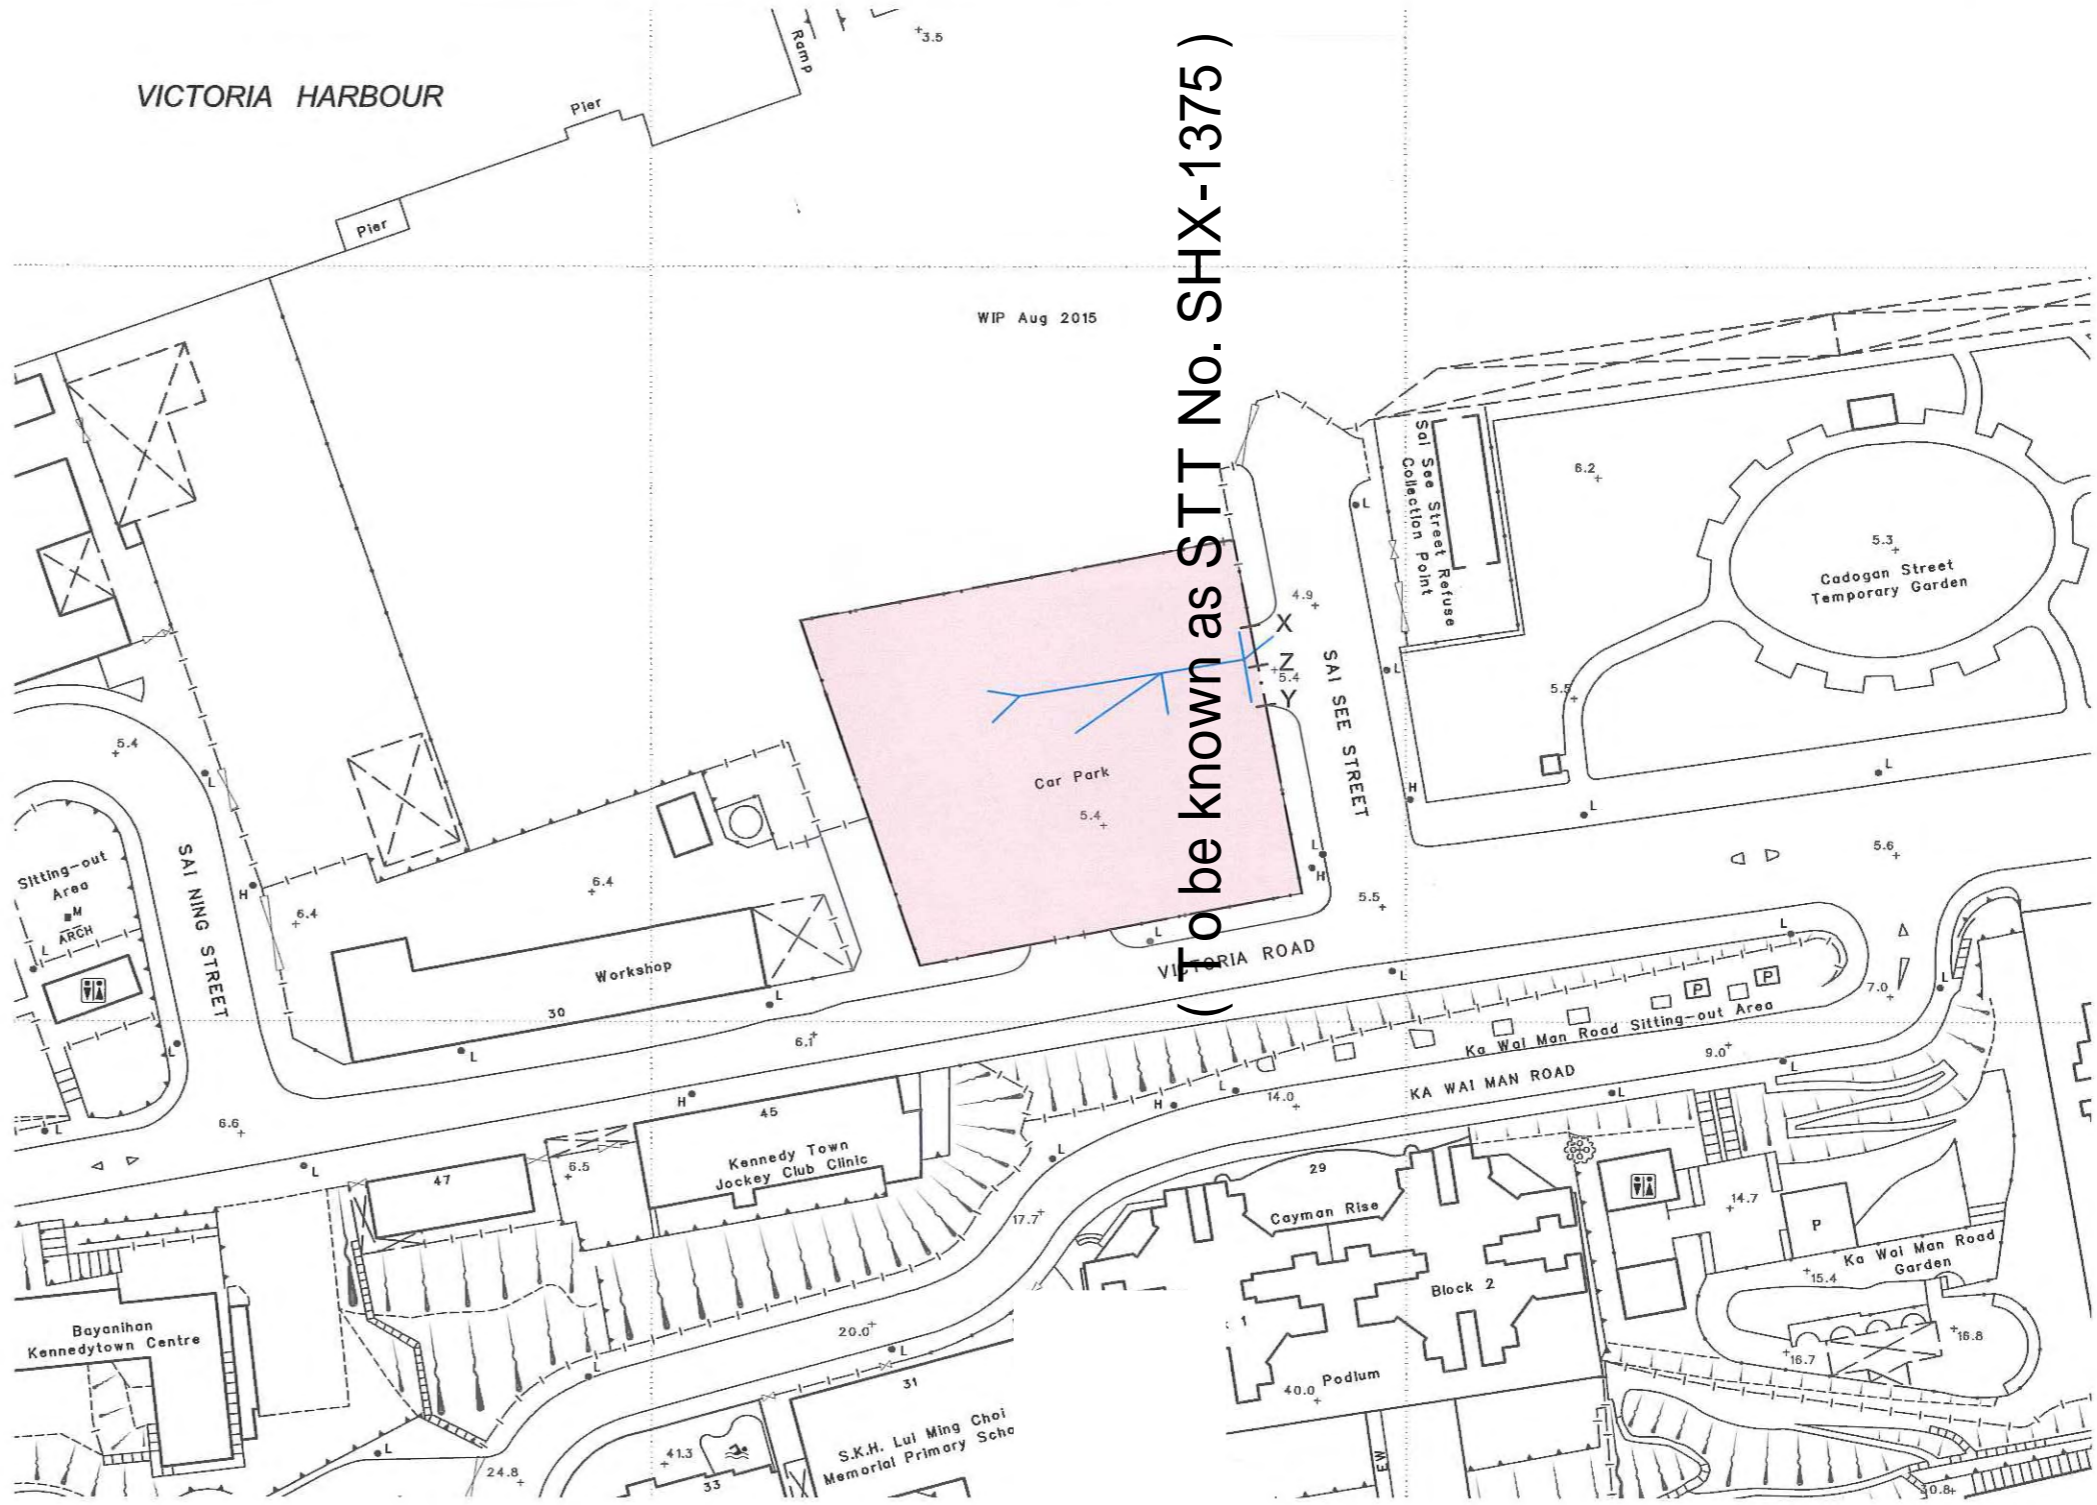 VICTORIA HARBOUR
Ramp
3.5
Pier
Pier
WIP Aug 2015
( To be known as STT No. SHX-1375 )
Sai See Street Refuse
Collection Point
6.2
5.3
Cadogan Street
Temporary Garden
4.9
X
Z
5.4
Y
SAI SEE STREET
5.5
L
L
5.4
L
Car Park
5.4
H
L
L
L
H
5.6
Sitting-out
Area
M
ARCH
L
SAI NING STREET
H
6.4
6.4
5.5
L
VICTORIA ROAD
L
L
Workshop
30
L
L
L
6.1
7.0
L
P
P
Ka Wai Man Road Sitting-out Area
9.0
L
KA WAI MAN ROAD
L
14.0
L
H
H
45
Kennedy Town
Jockey Club Clinic
6.6
L
L
47
6.5
L
17.7
29
Cayman Rise
Block 2
14.7
P
Ka Wai Man Road
Garden
15.4
16.8
16.7
Bayanihan
Kennedytown Centre
20.0
L
L
1
Podium
40.0
31
S.K.H. Lui Ming Choi
Memorial Primary Scho
41.3
33
L
24.8
EW
30.8